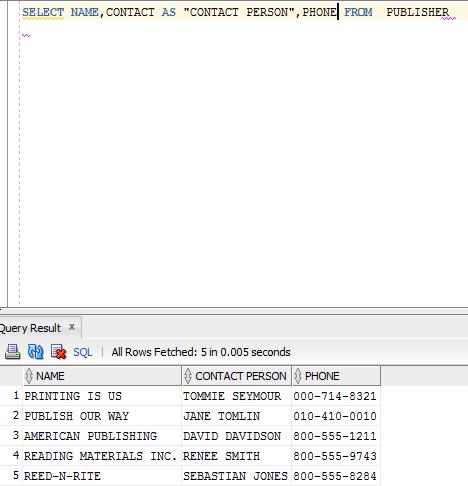 SELECT NAME,CONTACT AS "CONTACT PERSON",PHONE FROM  PUBLISHER
Query Result x
SQL | All Rows Fetched: 5 in 0.005 seconds
NAME CONTACT PERSON PHONE
1 PRINTING IS US TOMMIE SEYMOUR 000-714-8321
2 PUBLISH OUR WAY JANE TOMLIN 010-410-0010
3 AMERICAN PUBLISHING DAVID DAVIDSON 800-555-1211
4 READING MATERIALS INC. RENEE SMITH 800-555-9743
5 REED-N-RITE SEBASTIAN JONES 800-555-8284